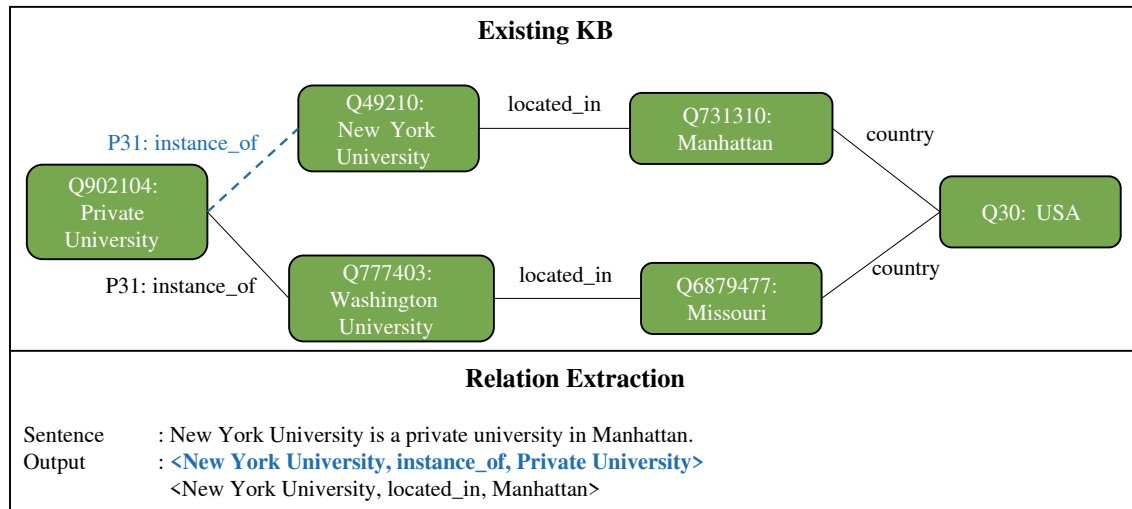 Existing KB
Q49210:
New York
University
located_in
Q731310:
Manhattan
country
P31: instance_of
Q902104:
Private
University
Q30: USA
P31: instance_of
Q777403:
Washington
University
located_in
Q6879477:
Missouri
country
Relation Extraction
Sentence : New York University is a private university in Manhattan.
Output : <New York University, instance_of, Private University>
<New York University, located_in, Manhattan>